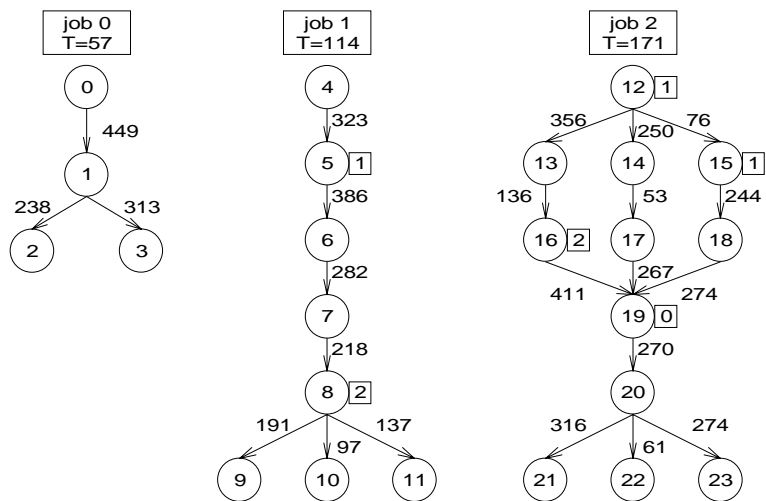 job 0
T=57
job 1
T=114
job 2
T=171
0
4
12 1
449
323
356 250 76
1
5 1
13 14 15 1
238 313
386
136 53 244
2 3
6
16 2 17 18
282
411 267 274
7
19 0
218
270
8 2
20
191 97 137
316 61 274
9 10 11
21 22 23